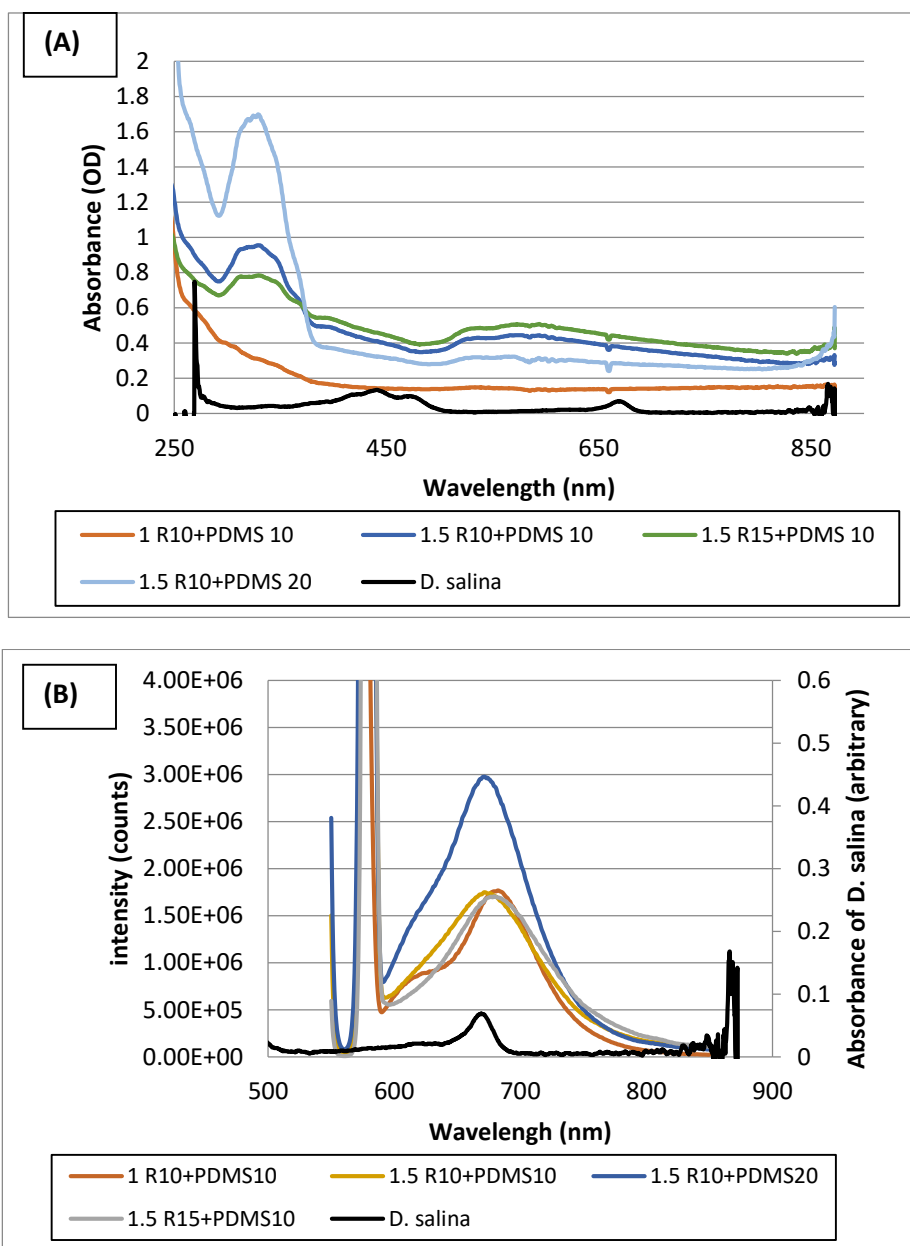 (A)
Absorbance (OD)
2
1.8
1.6
1.4
1.2
1
0.8
0.6
0.4
0.2
0
250 450 650 850
Wavelength (nm)
1 R10+PDMS 10 1.5 R10+PDMS 10 1.5 R15+PDMS 10
1.5 R10+PDMS 20 D. salina
(B)
intensity (counts)
4.00E+06
3.50E+06
3.00E+06
2.50E+06
2.00E+06
1.50E+06
1.00E+06
5.00E+05
0.00E+00
0.6
0.5
0.4
0.3
0.2
0.1
0
Absorbance of D. salina (arbitrary)
500 600 700 800 900
Wavelengh (nm)
1 R10+PDMS10 1.5 R10+PDMS10 1.5 R10+PDMS20
1.5 R15+PDMS10 D. salina